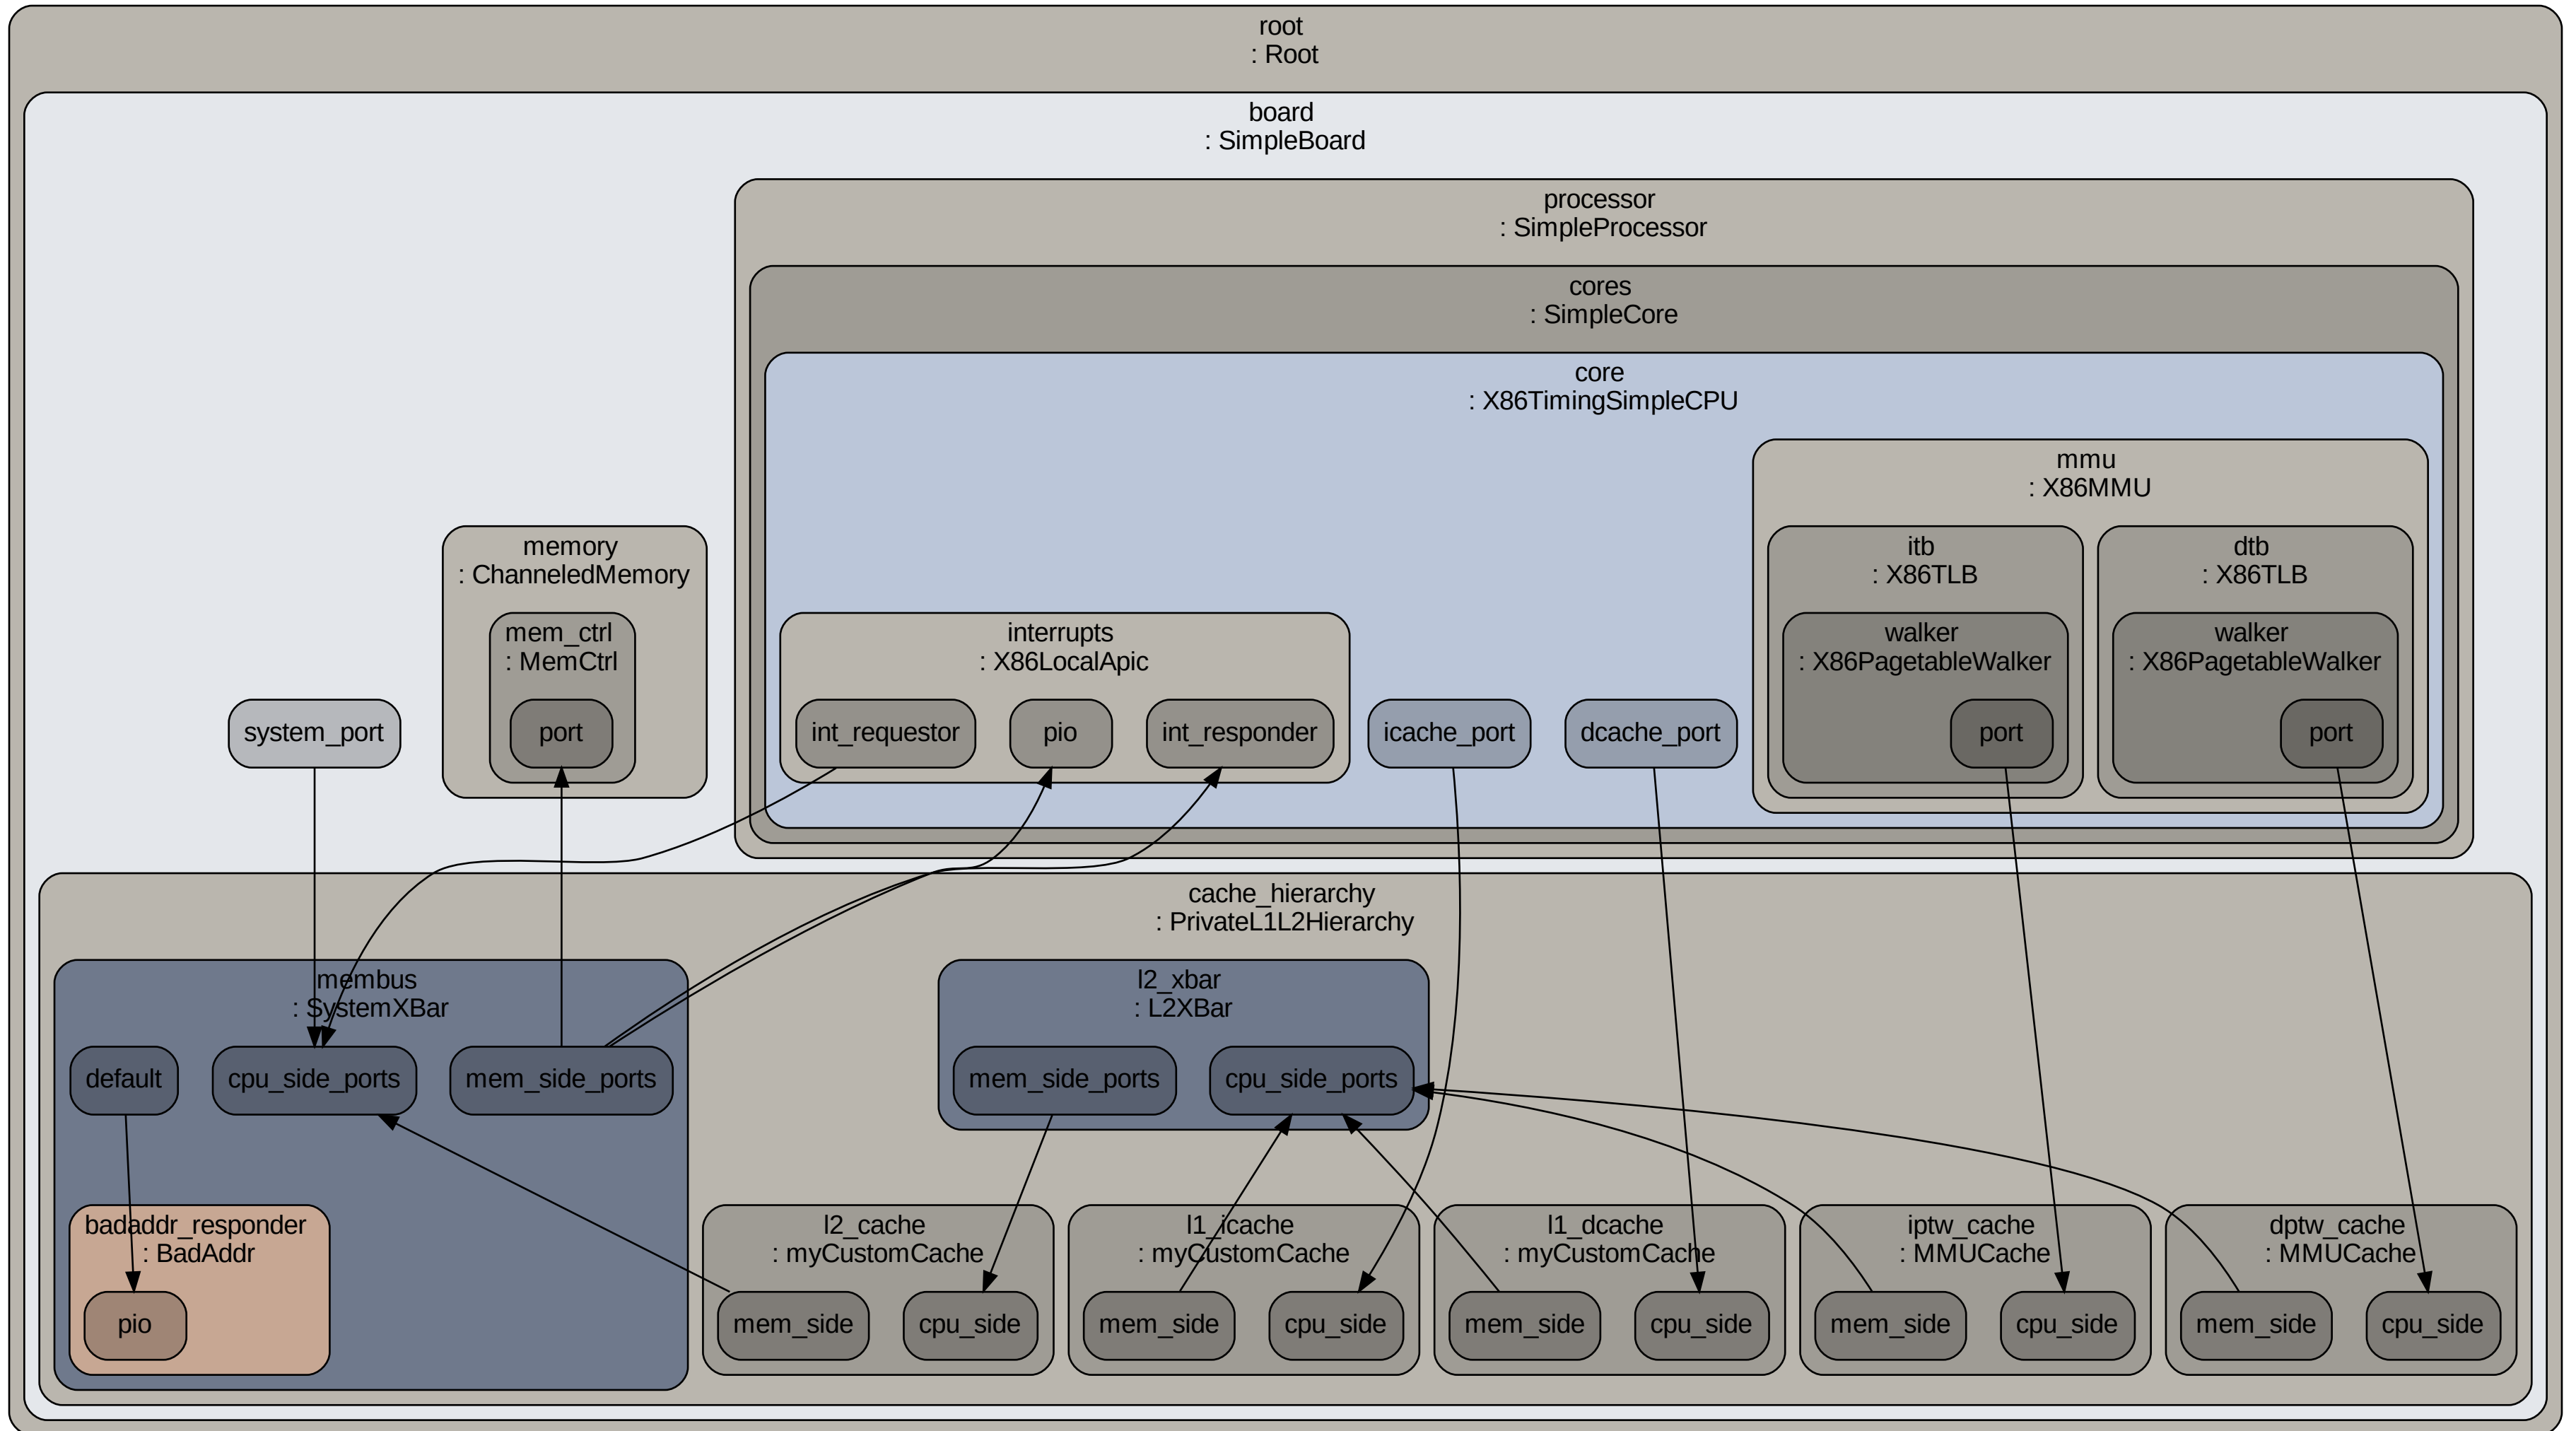 root
: Root
board
: SimpleBoard
processor
: SimpleProcessor
cores
: SimpleCore
core
: X86TimingSimpleCPU
mmu
: X86MMU
memory
: ChanneledMemory
itb
: X86TLB
dtb
: X86TLB
mem_ctrl
: MemCtrl
interrupts
: X86LocalApic
walker
: X86PagetableWalker
walker
: X86PagetableWalker
system_port
port
int_requestor
pio
int_responder
icache_port
dcache_port
port
port
cache_hierarchy
: PrivateL1L2Hierarchy
membus
: SystemXBar
l2_xbar
: L2XBar
default
cpu_side_ports
mem_side_ports
mem_side_ports
cpu_side_ports
badaddr_responder
: BadAddr
l2_cache
: myCustomCache
l1_icache
: myCustomCache
l1_dcache
: myCustomCache
iptw_cache
: MMUCache
dptw_cache
: MMUCache
pio
mem_side
cpu_side
mem_side
cpu_side
mem_side
cpu_side
mem_side
cpu_side
mem_side
cpu_side